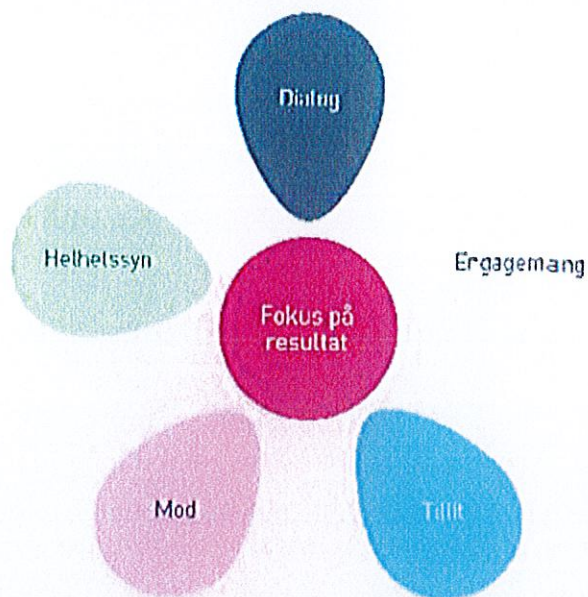 Dialog
Helhetssyn
Engagemang
Fokus på
resultat
Mod
Tillit